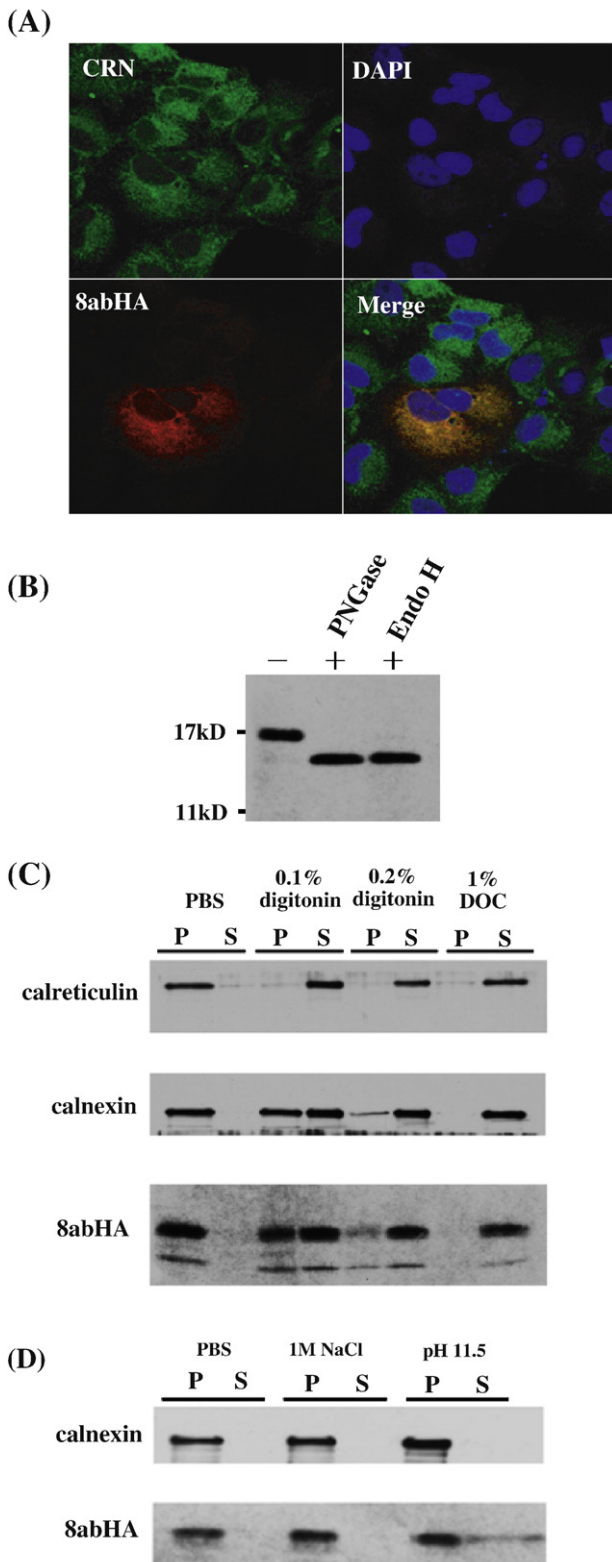 (A)
CRN
DAPI
8abHA
Merge
(B)
PNGase
Endo H
– + +
17kD
11kD
(C)
PBS
0.1%
digitonin
0.2%
digitonin
1%
DOC
P S P S P S P S
calreticulin
calnexin
8abHA
(D)
PBS 1M NaCl pH 11.5
P S P S P S
calnexin
8abHA